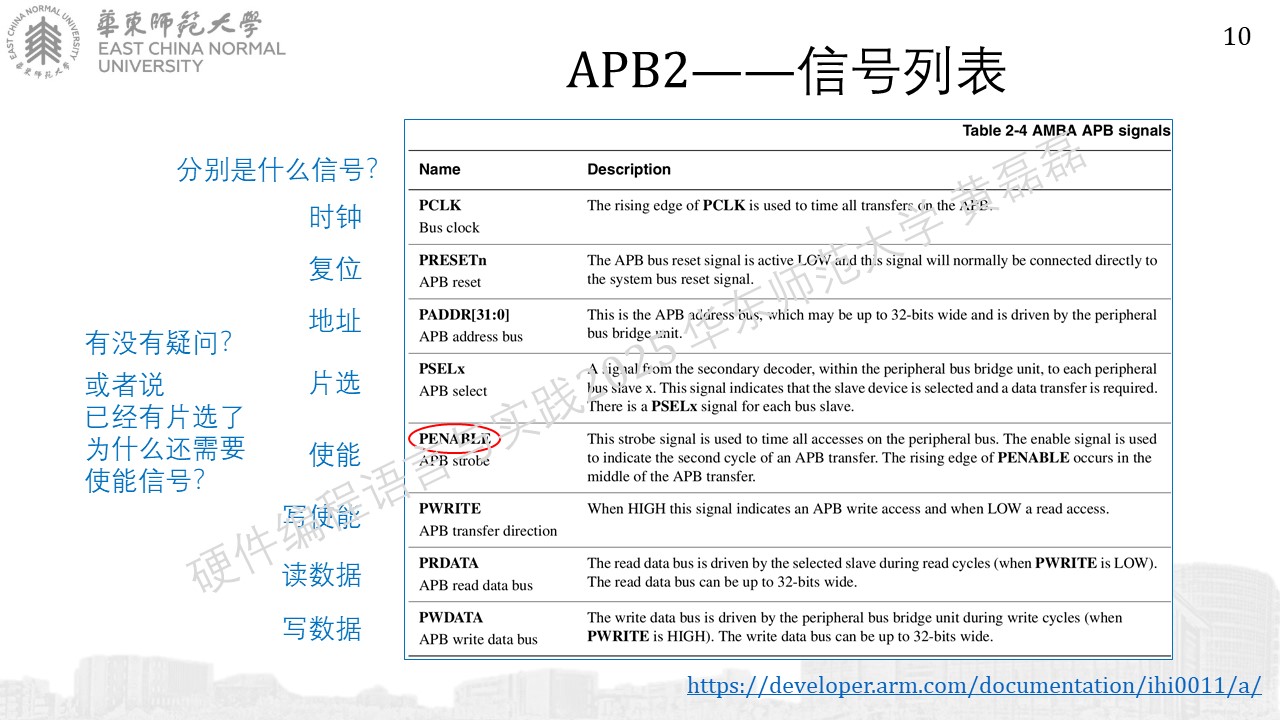 華東師范大學
EAST CHINA NORMAL
UNIVERSITY
EAST CHINA NORMAL UNIVERSITY
華東师范大学
10
APB2——信号列表
分别是什么信号？
时钟
复位
地址
片选
使能
写使能
读数据
写数据
有没有疑问？
或者说
已经有片选了
为什么还需要
使能信号？
Table 2-4 AMBA APB signals
Name Description
PCLK
Bus clock
The rising edge of PCLK is used to time all transfers on the APB.
PRESETn
APB reset
The APB bus reset signal is active LOW and this signal will normally be connected directly to
the system bus reset signal.
PADDR[31:0]
APB address bus
This is the APB address bus, which may be up to 32-bits wide and is driven by the peripheral
bus bridge unit.
PSELx
APB select
A signal from the secondary decoder, within the peripheral bus bridge unit, to each peripheral
bus slave x. This signal indicates that the slave device is selected and a data transfer is required.
There is a PSELx signal for each bus slave.
PENABLE
APB strobe
This strobe signal is used to time all accesses on the peripheral bus. The enable signal is used
to indicate the second cycle of an APB transfer. The rising edge of PENABLE occurs in the
middle of the APB transfer.
PWRITE
APB transfer direction
When HIGH this signal indicates an APB write access and when LOW a read access.
PRDATA
APB read data bus
The read data bus is driven by the selected slave during read cycles (when PWRITE is LOW).
The read data bus can be up to 32-bits wide.
PWDATA
APB write data bus
The write data bus is driven by the peripheral bus bridge unit during write cycles (when
PWRITE is HIGH). The write data bus can be up to 32-bits wide.
硬件编程语言与实践2025 华东师范大学 黄磊磊
https://developer.arm.com/documentation/ihi0011/a/